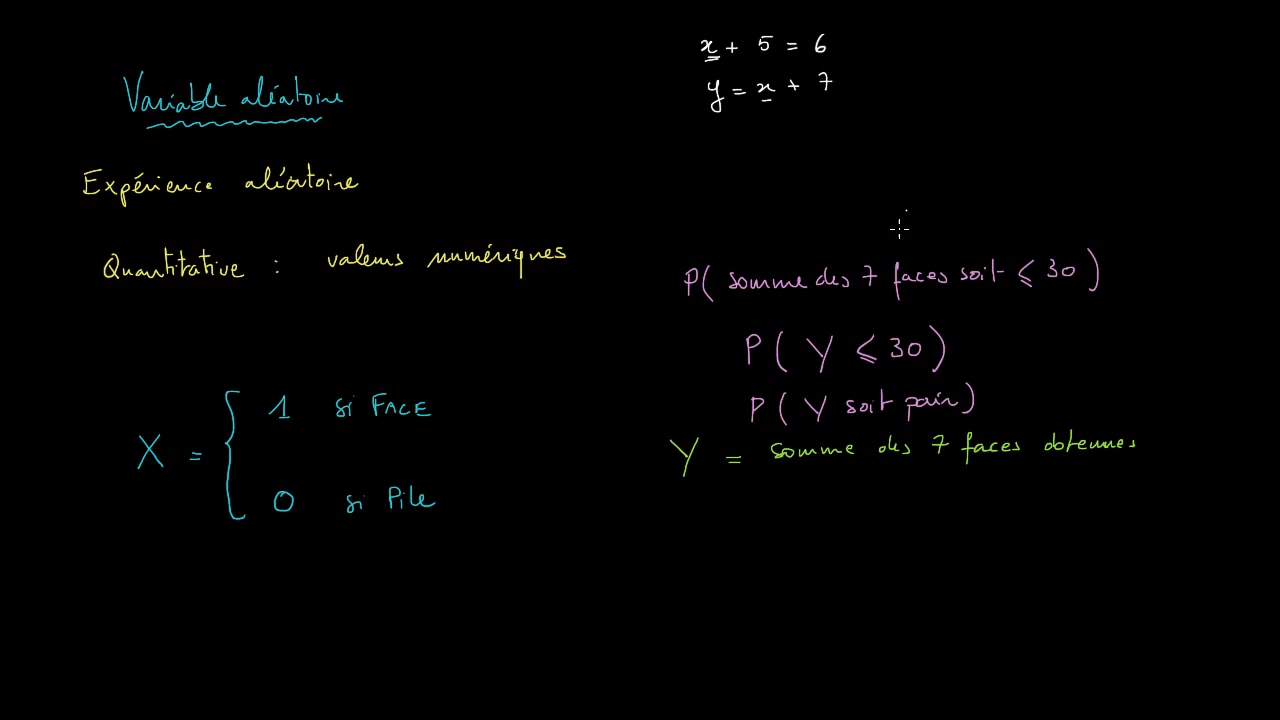 Variable aléatoire
Expérience aléatoire
Quantitative : valeurs numériques
X = { 1 si FACE
0 si Pile
x + 5 = 6
y = x + 7
P( somme des 7 faces soit ⩽ 30 )
P( Y ⩽ 30 )
P( Y soit pair )
Y = somme des 7 faces obtenues